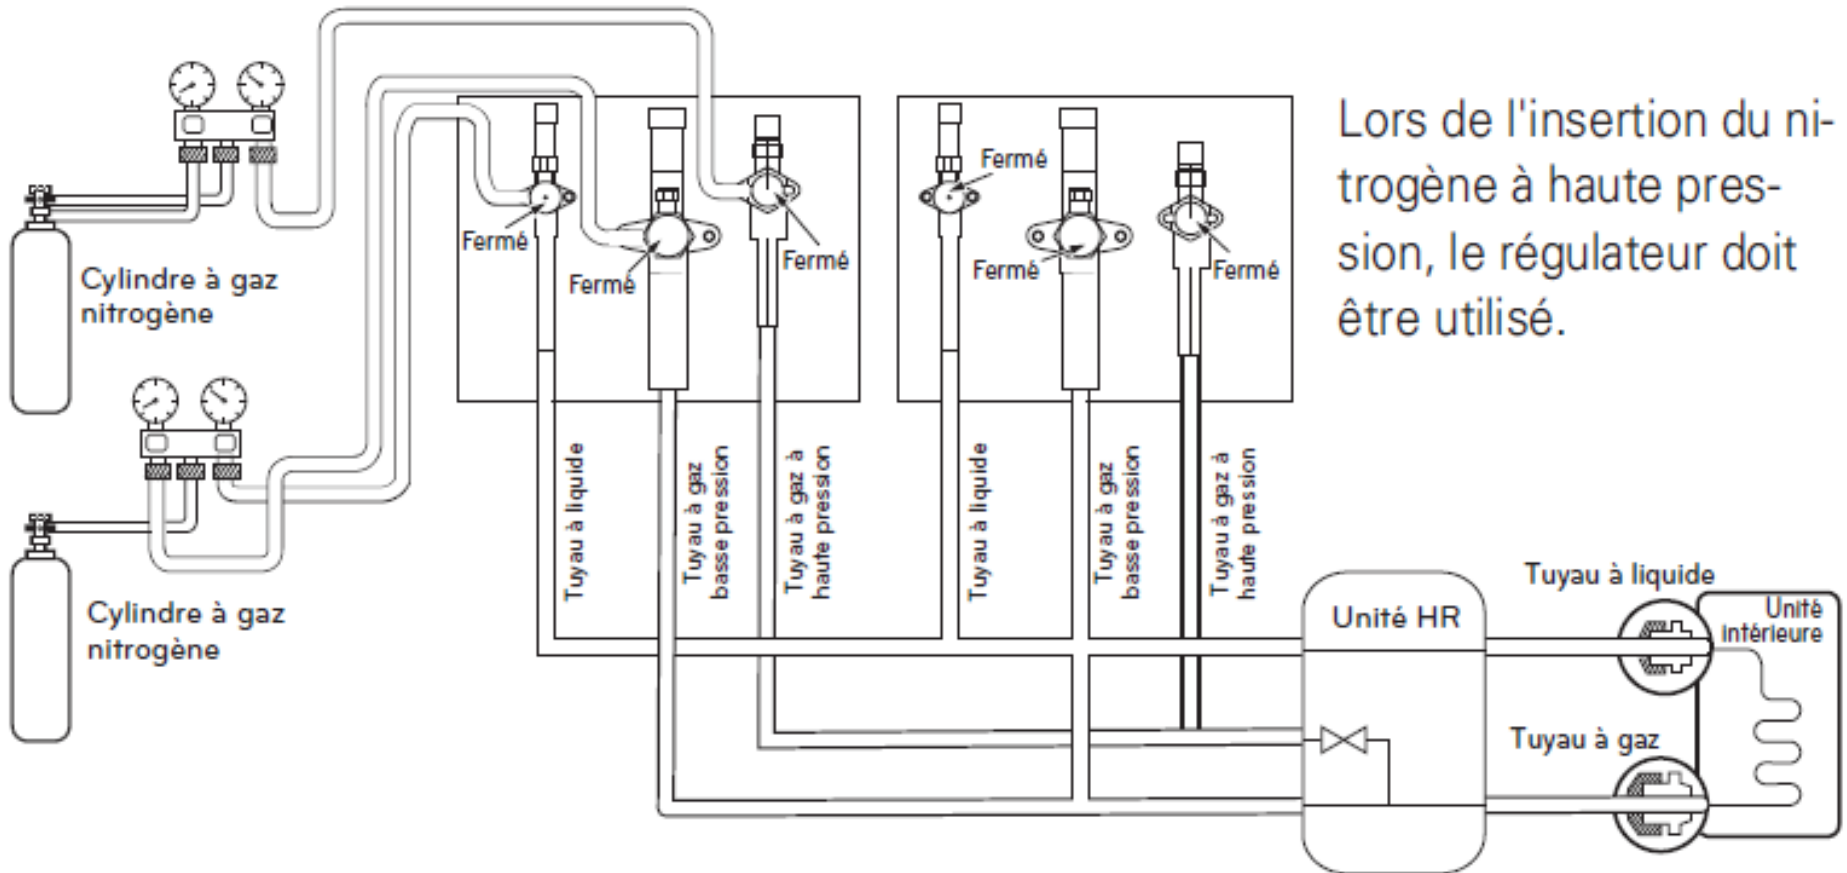 Lors de l'insertion du ni-
trogène à haute pres-
sion, le régulateur doit
être utilisé.
Cylindre à gaz
nitrogène
Cylindre à gaz
nitrogène
Fermé
Fermé
Fermé
Fermé
Fermé
Fermé
Tuyau à liquide
Tuyau à gaz
basse pression
Tuyau à gaz à
haute pression
Tuyau à liquide
Tuyau à gaz
basse pression
Tuyau à gaz à
haute pression
Unité HR
Tuyau à liquide
Unité
intérieure
Tuyau à gaz